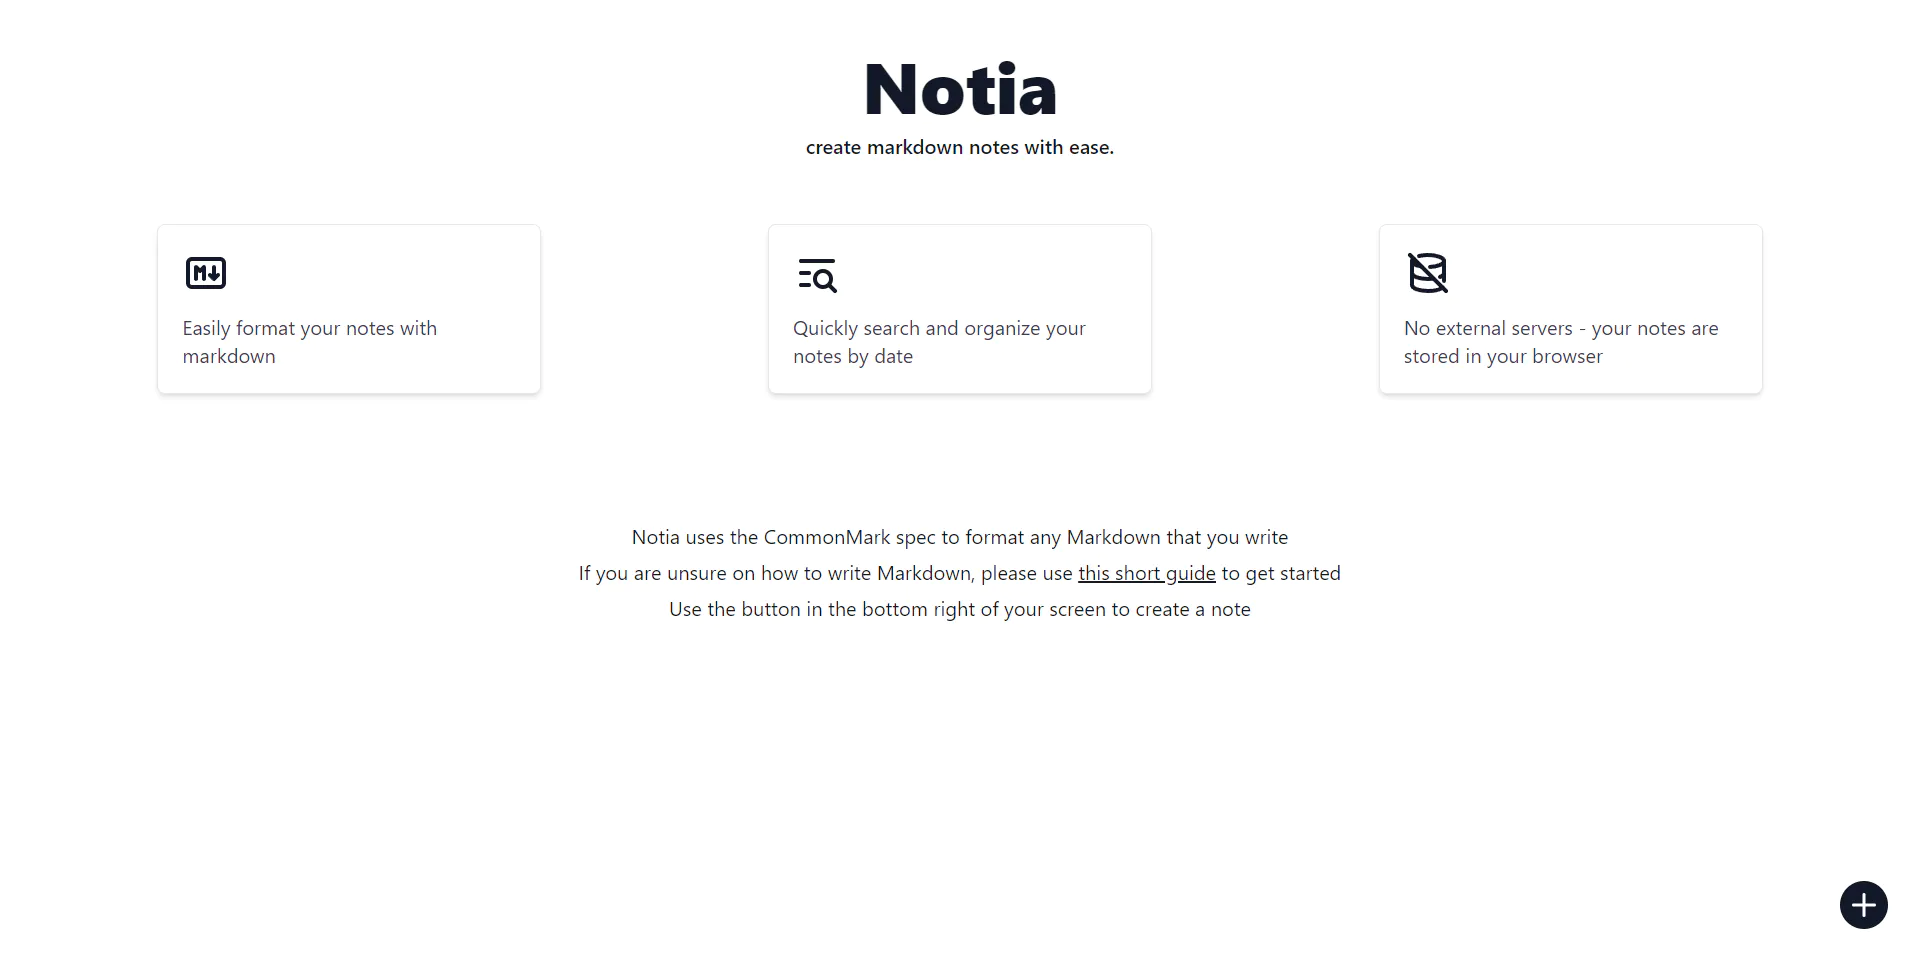 Notia
create markdown notes with ease.
M
Easily format your notes with
markdown
Quickly search and organize your
notes by date
No external servers - your notes are
stored in your browser
Notia uses the CommonMark spec to format any Markdown that you write
If you are unsure on how to write Markdown, please use this short guide to get started
Use the button in the bottom right of your screen to create a note